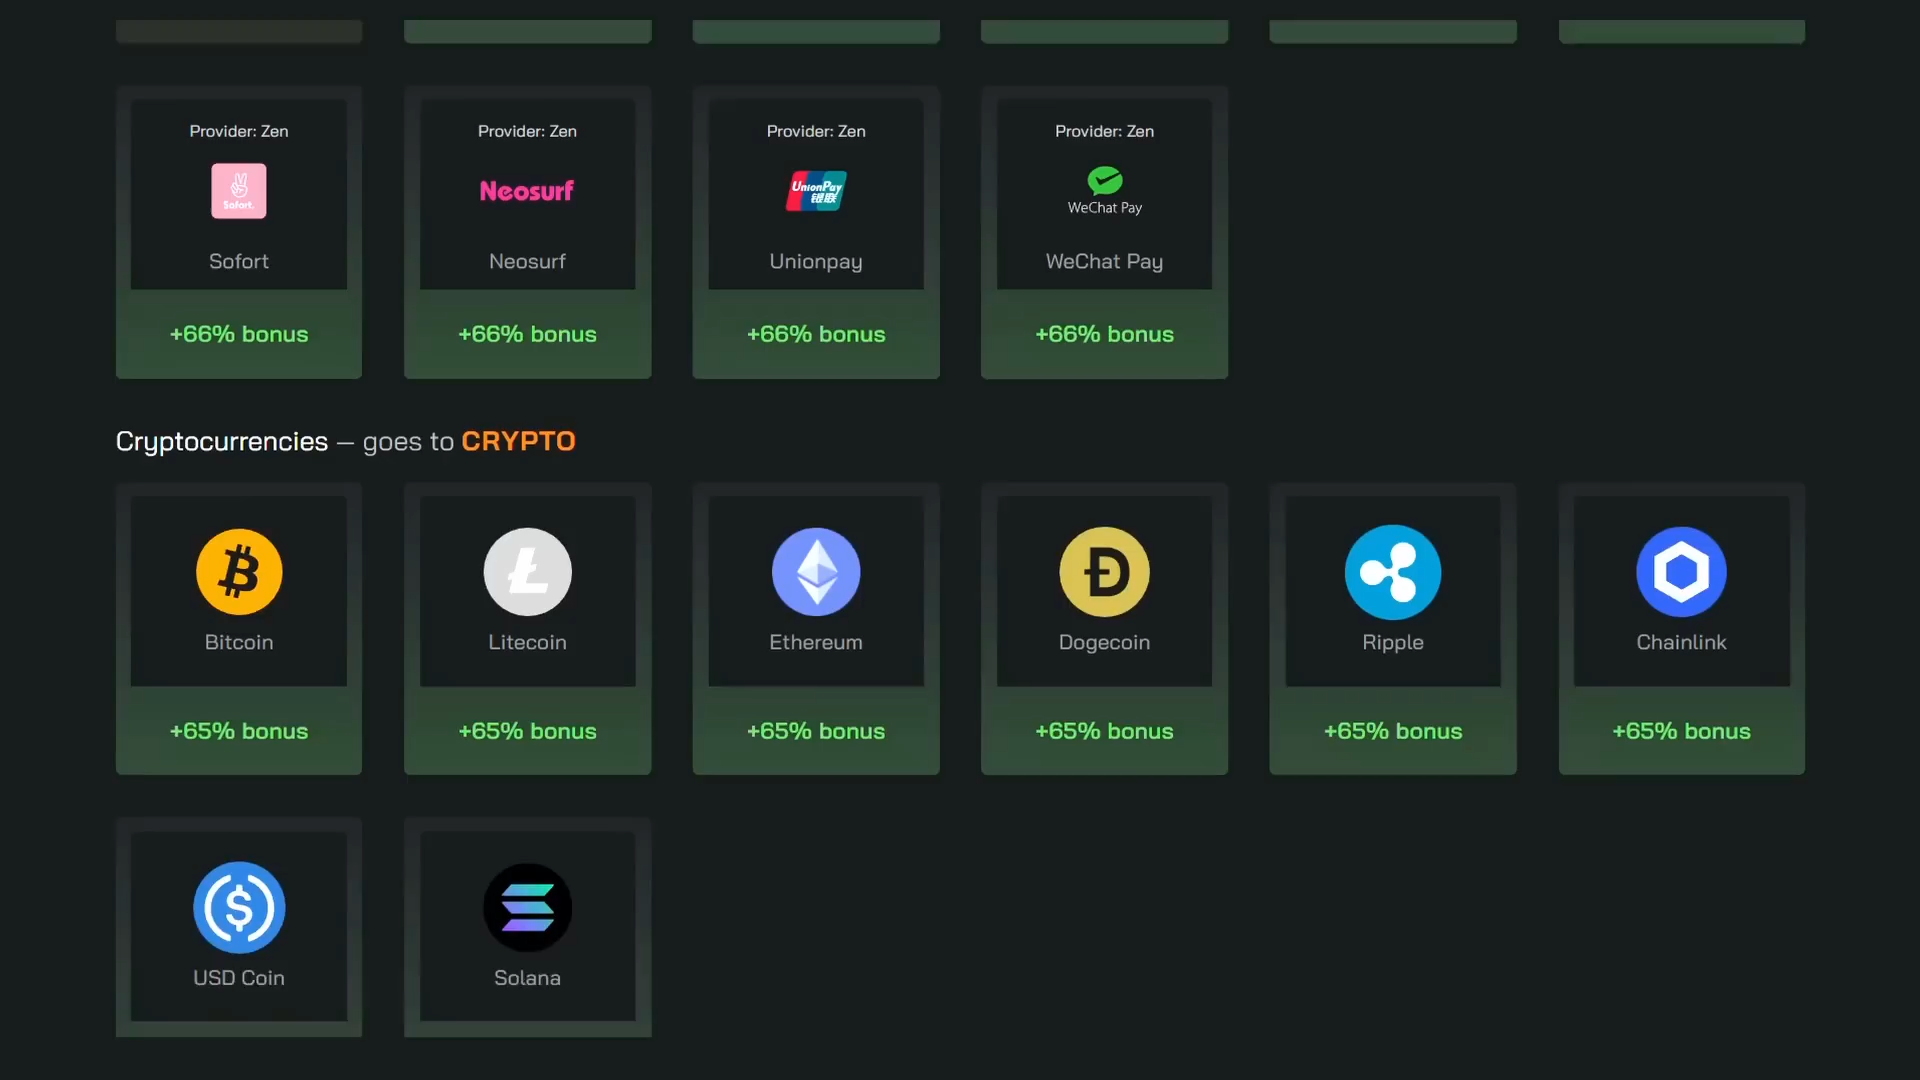 Provider: Zen
Provider: Zen
Provider: Zen
Provider: Zen
Sofort.
Neosurf
UnionPay
银联
WeChat Pay
Sofort
Neosurf
Unionpay
WeChat Pay
+66% bonus
+66% bonus
+66% bonus
+66% bonus
Cryptocurrencies — goes to CRYPTO
Bitcoin
Litecoin
Ethereum
Dogecoin
Ripple
Chainlink
+65% bonus
+65% bonus
+65% bonus
+65% bonus
+65% bonus
+65% bonus
USD Coin
Solana